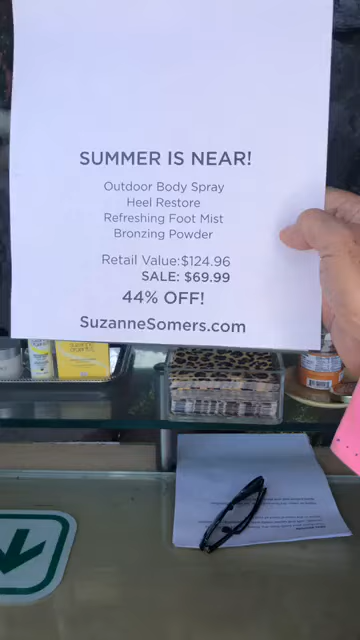 SUMMER IS NEAR!
Outdoor Body Spray
Heel Restore
Refreshing Foot Mist
Bronzing Powder
Retail Value:$124.96
SALE: $69.99
44% OFF!
SuzanneSomers.com